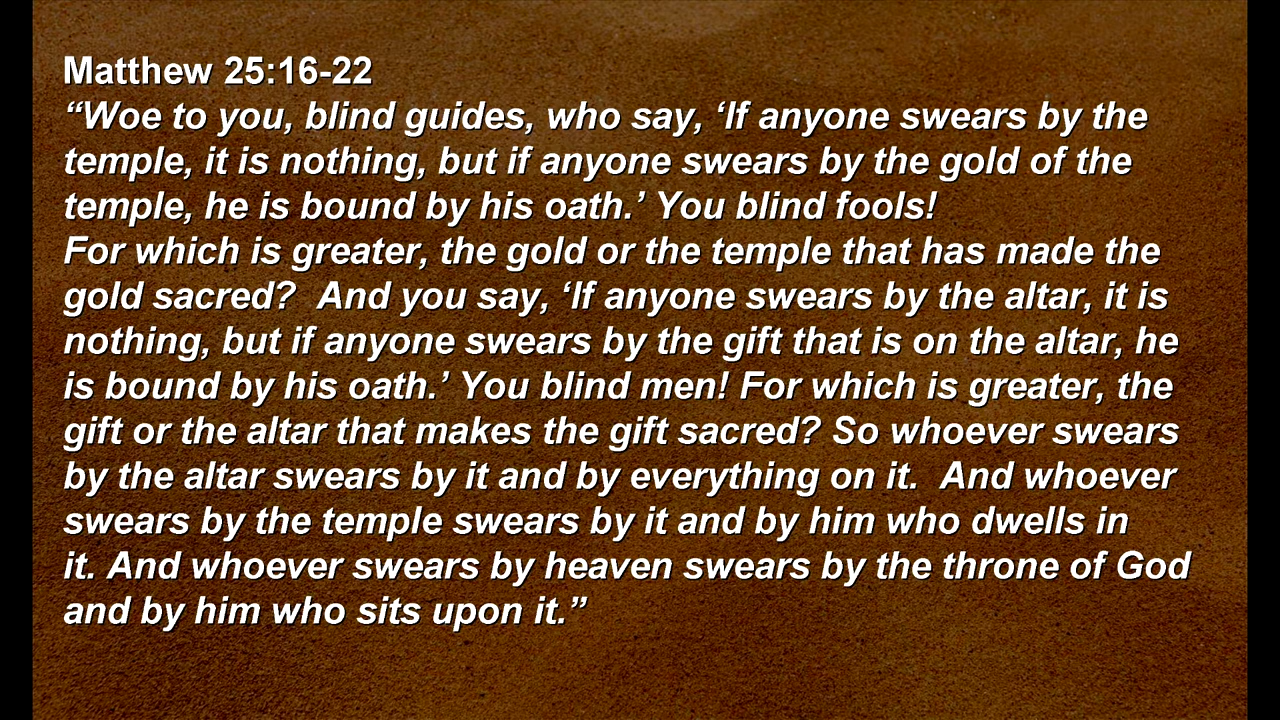 Matthew 25:16-22
“Woe to you, blind guides, who say, ‘If anyone swears by the
temple, it is nothing, but if anyone swears by the gold of the
temple, he is bound by his oath.’ You blind fools!
For which is greater, the gold or the temple that has made the
gold sacred?  And you say, ‘If anyone swears by the altar, it is
nothing, but if anyone swears by the gift that is on the altar, he
is bound by his oath.’ You blind men! For which is greater, the
gift or the altar that makes the gift sacred? So whoever swears
by the altar swears by it and by everything on it.  And whoever
swears by the temple swears by it and by him who dwells in
it. And whoever swears by heaven swears by the throne of God
and by him who sits upon it.”